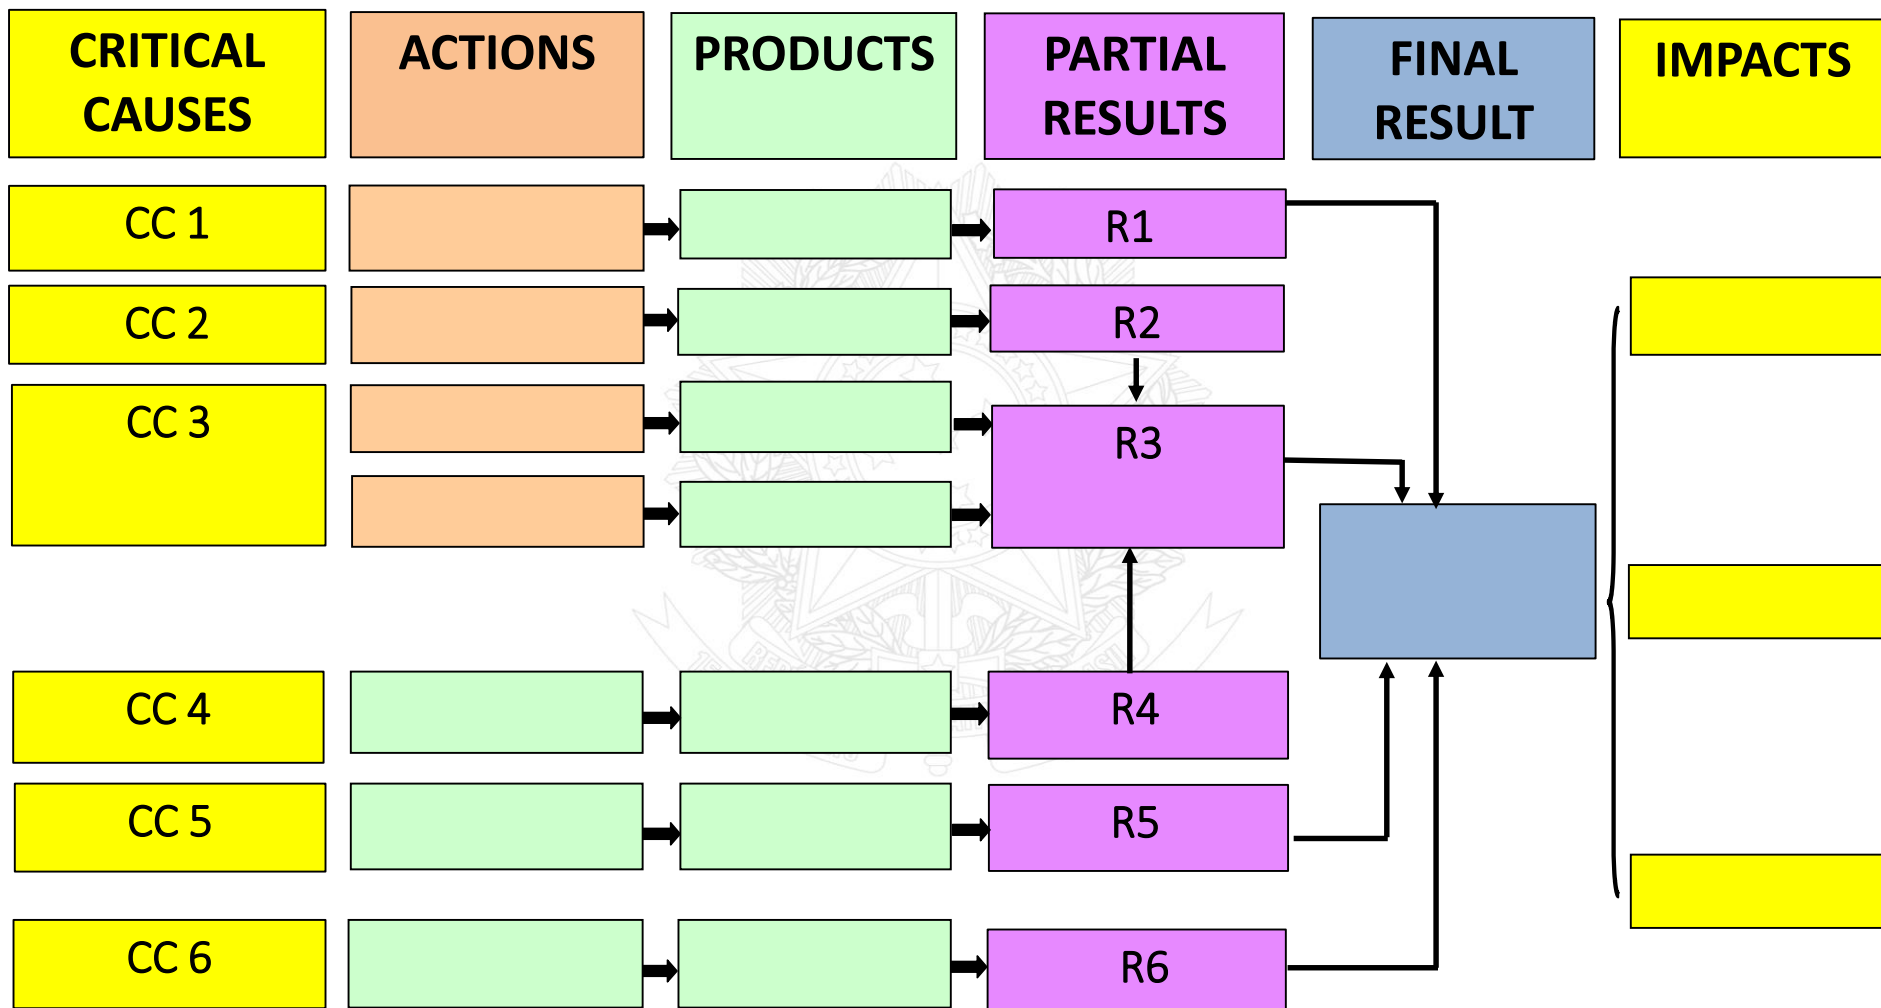 CRITICAL
CAUSES
ACTIONS
PRODUCTS
PARTIAL
RESULTS
FINAL
RESULT
IMPACTS
CC 1
R1
CC 2
R2
CC 3
R3
CC 4
R4
CC 5
R5
CC 6
R6